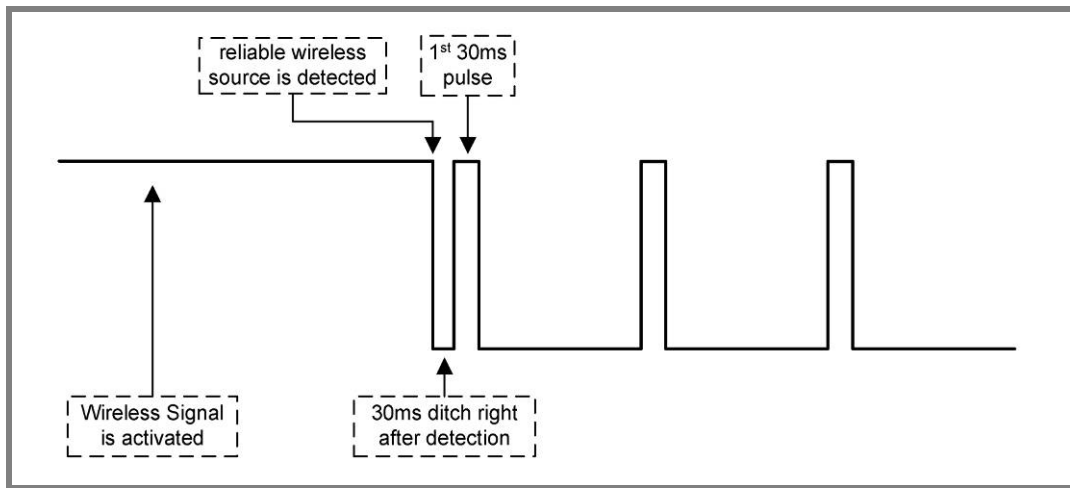 reliable wireless
source is detected
1st 30ms
pulse
Wireless Signal
is activated
30ms ditch right
after detection